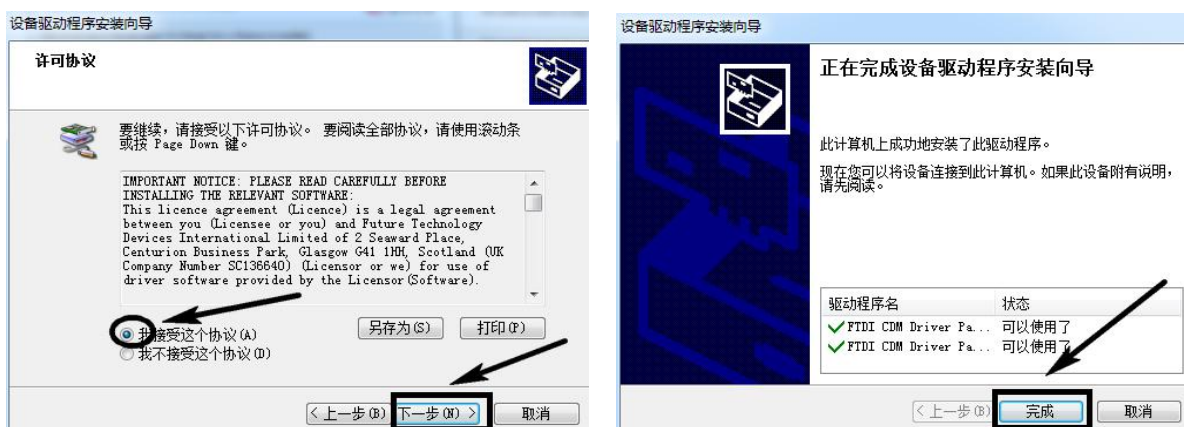 设备驱动程序安装向导
许可协议
要继续，请接受以下许可协议。 要阅读全部协议，请使用滚动条
或按 Page Down 键。
IMPORTANT NOTICE: PLEASE READ CAREFULLY BEFORE
INSTALLING THE RELEVANT SOFTWARE:
This licence agreement (Licence) is a legal agreement
between you (Licensee or you) and Future Technology
Devices International Limited of 2 Seaward Place,
Centurion Business Park, Glasgow G41 1HH, Scotland (UK
Company Number SC136640) (Licensor or we) for use of
driver software provided by the Licensor(Software).
我接受这个协议(A)
另存为(S)
打印(P)
我不接受这个协议(D)
< 上一步(B)
下一步(N) >
取消
设备驱动程序安装向导
正在完成设备驱动程序安装向导
此计算机上成功地安装了此驱动程序。
现在您可以将设备连接到此计算机。如果此设备附有说明，
请先阅读。
驱动程序名 状态
FTDI CDM Driver Pa... 可以使用了
FTDI CDM Driver Pa... 可以使用了
< 上一步(B)
完成
取消